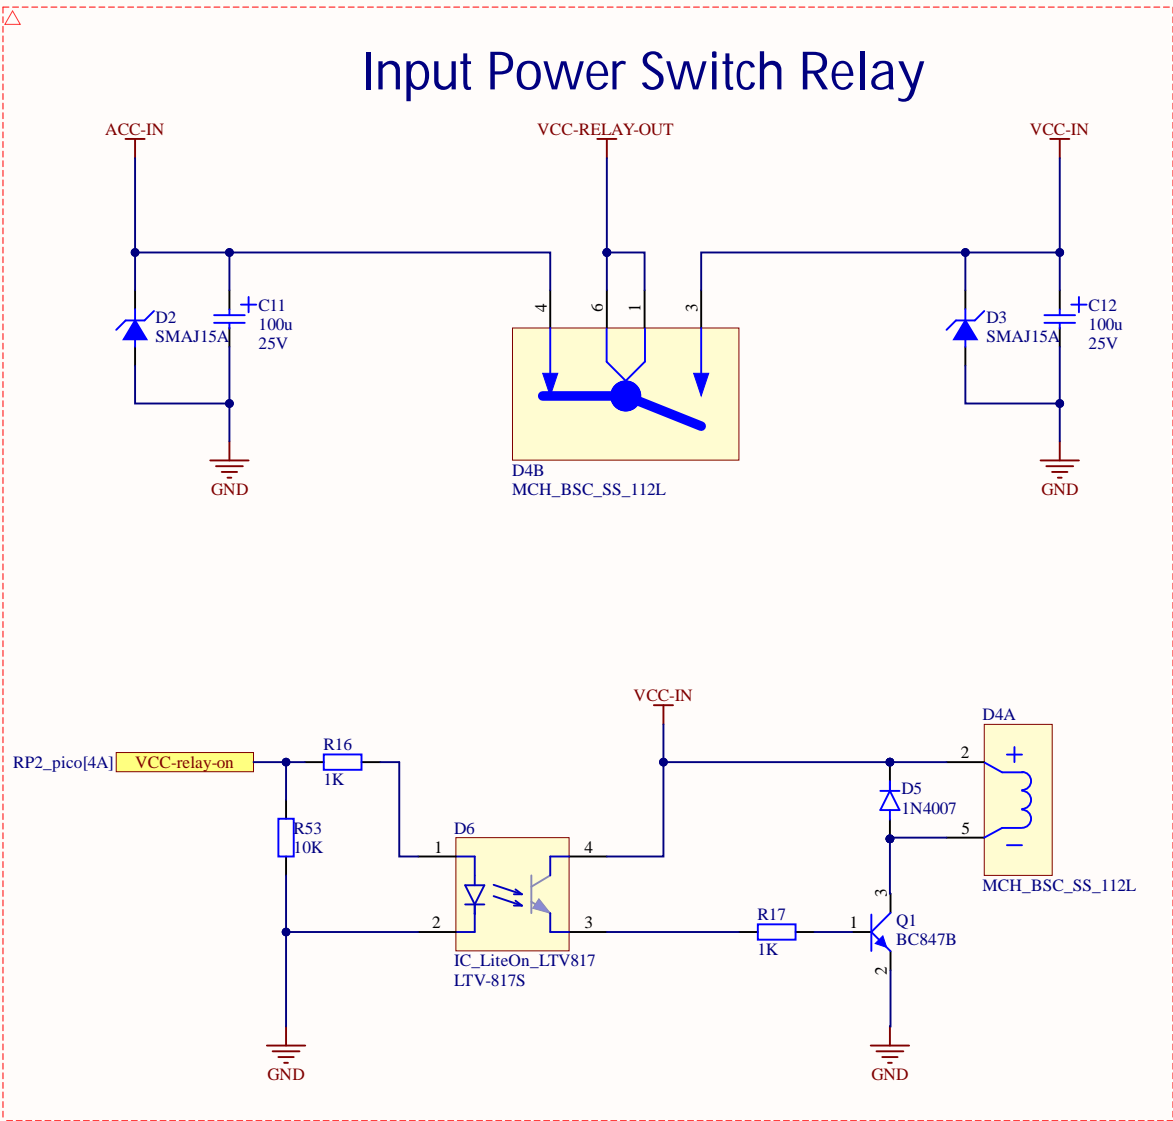 Input Power Switch Relay
ACC-IN
VCC-RELAY-OUT
VCC-IN
4
6
1
3
D2
SMAJ15A
C11
100u
25V
D3
SMAJ15A
C12
100u
25V
GND
D4B
MCH_BSC_SS_112L
GND
VCC-IN
D4A
RP2_pico[4A]
VCC-relay-on
R16
1K
2
D5
1N4007
R53
10K
D6
5
1
4
MCH_BSC_SS_112L
3
2
3
R17
1K
1
Q1
BC847B
IC_LiteOn_LTV817
LTV-817S
2
GND
GND